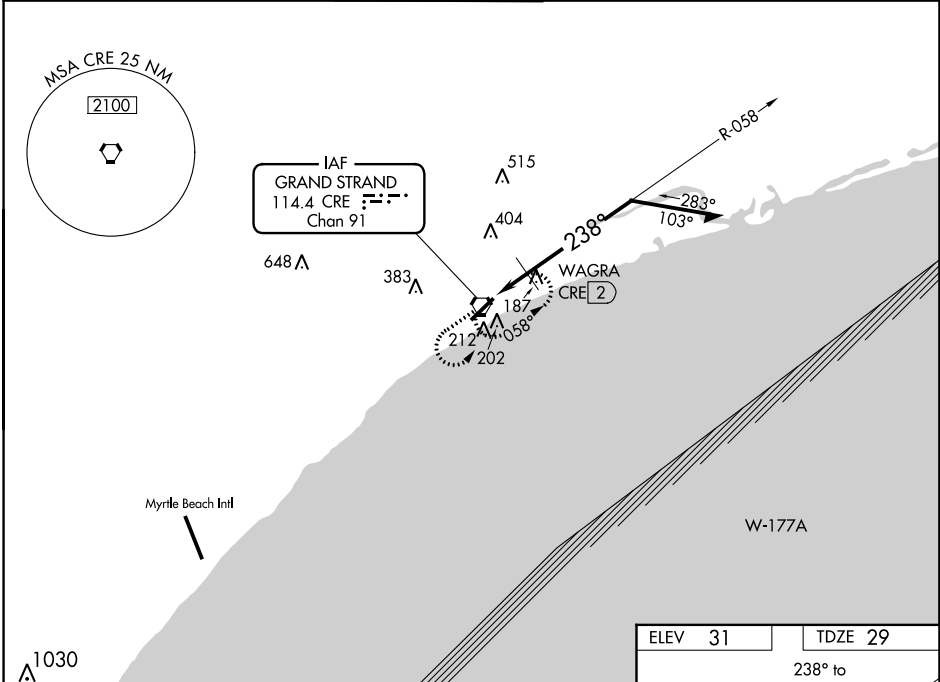 MSA CRE 25 NM
2100
IAF
GRAND STRAND
114.4 CRE
Chan 91
515
404
648
383
R-058
238°
283°
103°
WAGRA
CRE 2
187
058°
212
202
Myrtle Beach Intl
W-177A
1030
ELEV 31
TDZE 29
238° to